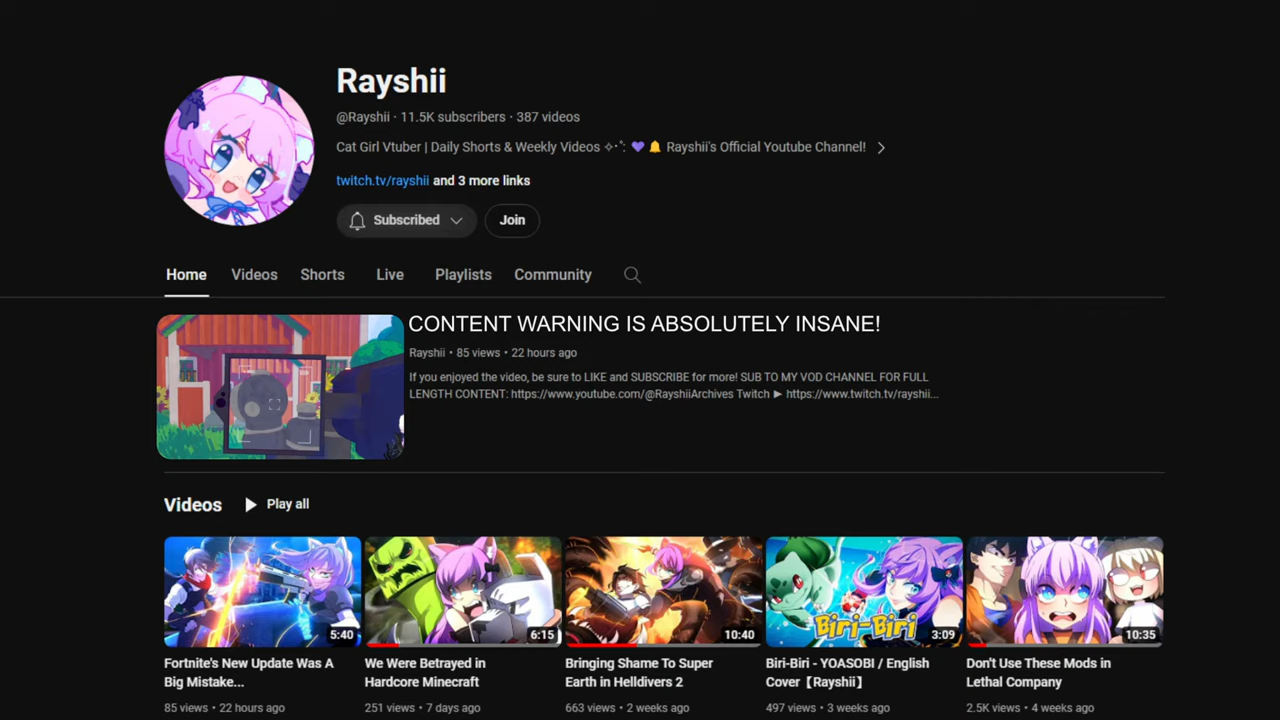 Rayshii
@Rayshii · 11.5K subscribers · 387 videos
Cat Girl Vtuber | Daily Shorts & Weekly Videos ✧･ﾟ: 💜 🔔 Rayshii's Official Youtube Channel!
twitch.tv/rayshii and 3 more links
Subscribed Join
Home Videos Shorts Live Playlists Community
CONTENT WARNING IS ABSOLUTELY INSANE!
Rayshii • 85 views • 22 hours ago
If you enjoyed the video, be sure to LIKE and SUBSCRIBE for more! SUB TO MY VOD CHANNEL FOR FULL
LENGTH CONTENT: https://www.youtube.com/@RayshiiArchives Twitch ► https://www.twitch.tv/rayshii...
Videos Play all
Biri-Biri
5:40 6:15 10:40 3:09 10:35
Fortnite's New Update Was A
Big Mistake...
85 views • 22 hours ago
We Were Betrayed in
Hardcore Minecraft
251 views • 7 days ago
Bringing Shame To Super
Earth in Helldivers 2
663 views • 2 weeks ago
Biri-Biri - YOASOBI / English
Cover【Rayshii】
497 views • 3 weeks ago
Don't Use These Mods in
Lethal Company
2.5K views • 4 weeks ago